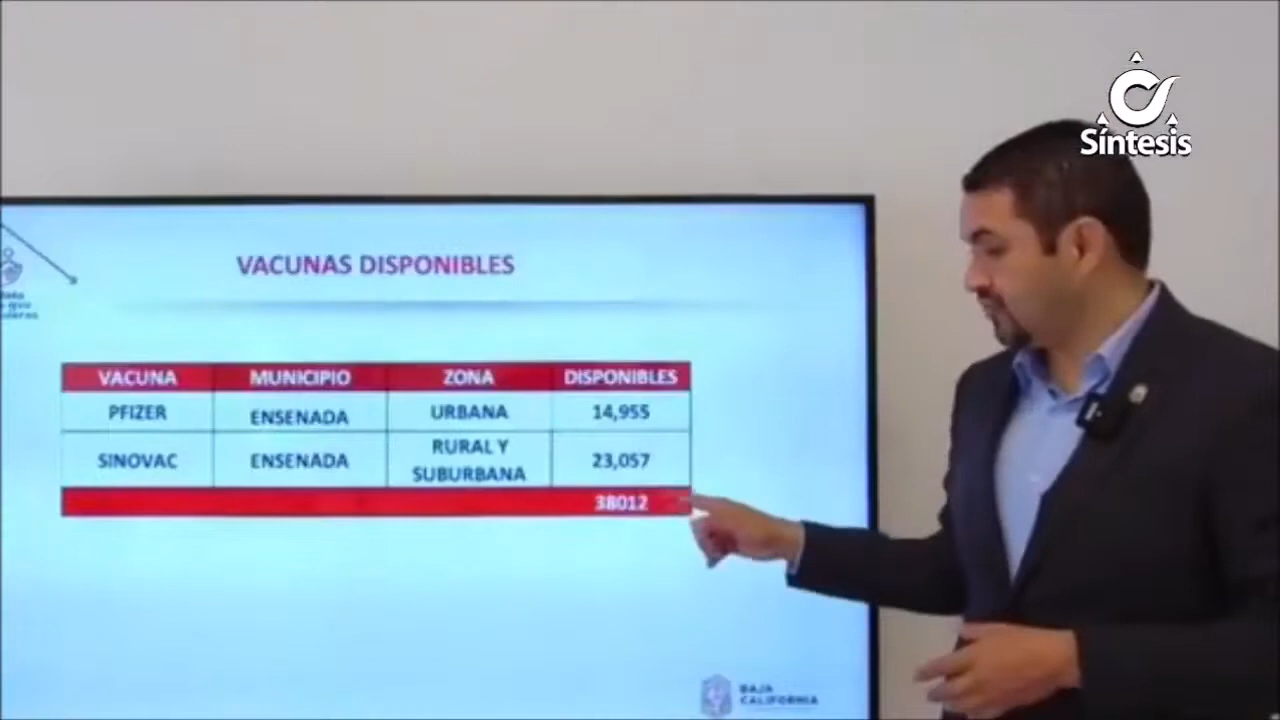 Síntesis
VACUNAS DISPONIBLES
VACUNA MUNICIPIO ZONA DISPONIBLES
PFIZER ENSENADA URBANA 14,955
SINOVAC ENSENADA RURAL Y SUBURBANA 23,057
38012
BAJA
CALIFORNIA